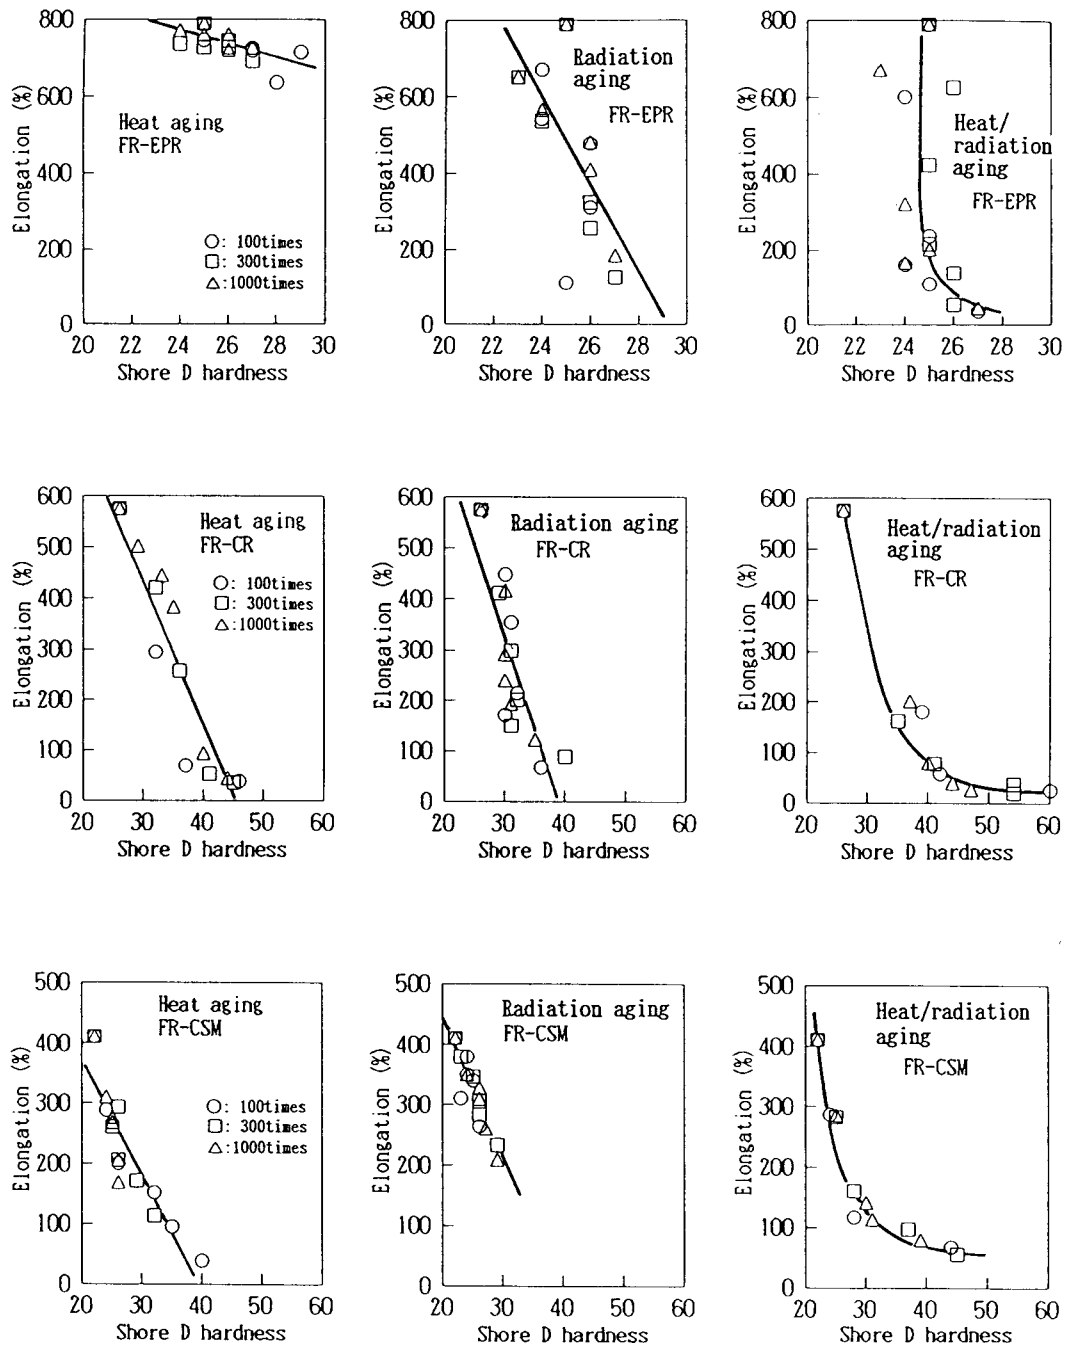 800
600
400
200
0
Elongation (%)
Heat aging
FR-EPR
○: 100times
□: 300times
△:1000times
20 22 24 26 28 30
Shore D hardness
800
600
400
200
0
Elongation (%)
Radiation
aging
FR-EPR
20 22 24 26 28 30
Shore D hardness
800
600
400
200
0
Elongation (%)
Heat/
radiation
aging
FR-EPR
20 22 24 26 28 30
Shore D hardness
600
500
400
300
200
100
0
Elongation (%)
Heat aging
FR-CR
○: 100times
□: 300times
△:1000times
20 30 40 50 60
Shore D hardness
600
500
400
300
200
100
0
Elongation (%)
Radiation aging
FR-CR
20 30 40 50 60
Shore D hardness
600
500
400
300
200
100
0
Elongation (%)
Heat/radiation
aging
FR-CR
20 30 40 50 60
Shore D hardness
500
400
300
200
100
0
Elongation (%)
Heat aging
FR-CSM
○: 100times
□: 300times
△:1000times
20 30 40 50 60
Shore D hardness
500
400
300
200
100
0
Elongation (%)
Radiation aging
FR-CSM
20 30 40 50 60
Shore D hardness
500
400
300
200
100
0
Elongation (%)
Heat/radiation
aging
FR-CSM
20 30 40 50 60
Shore D hardness